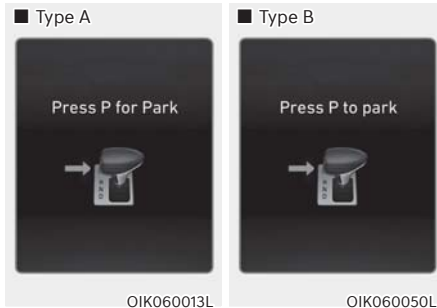 ■ Type A
Press P for Park
R
N
D
OIK060013L
■ Type B
Press P to park
R
N
D
OIK060050L